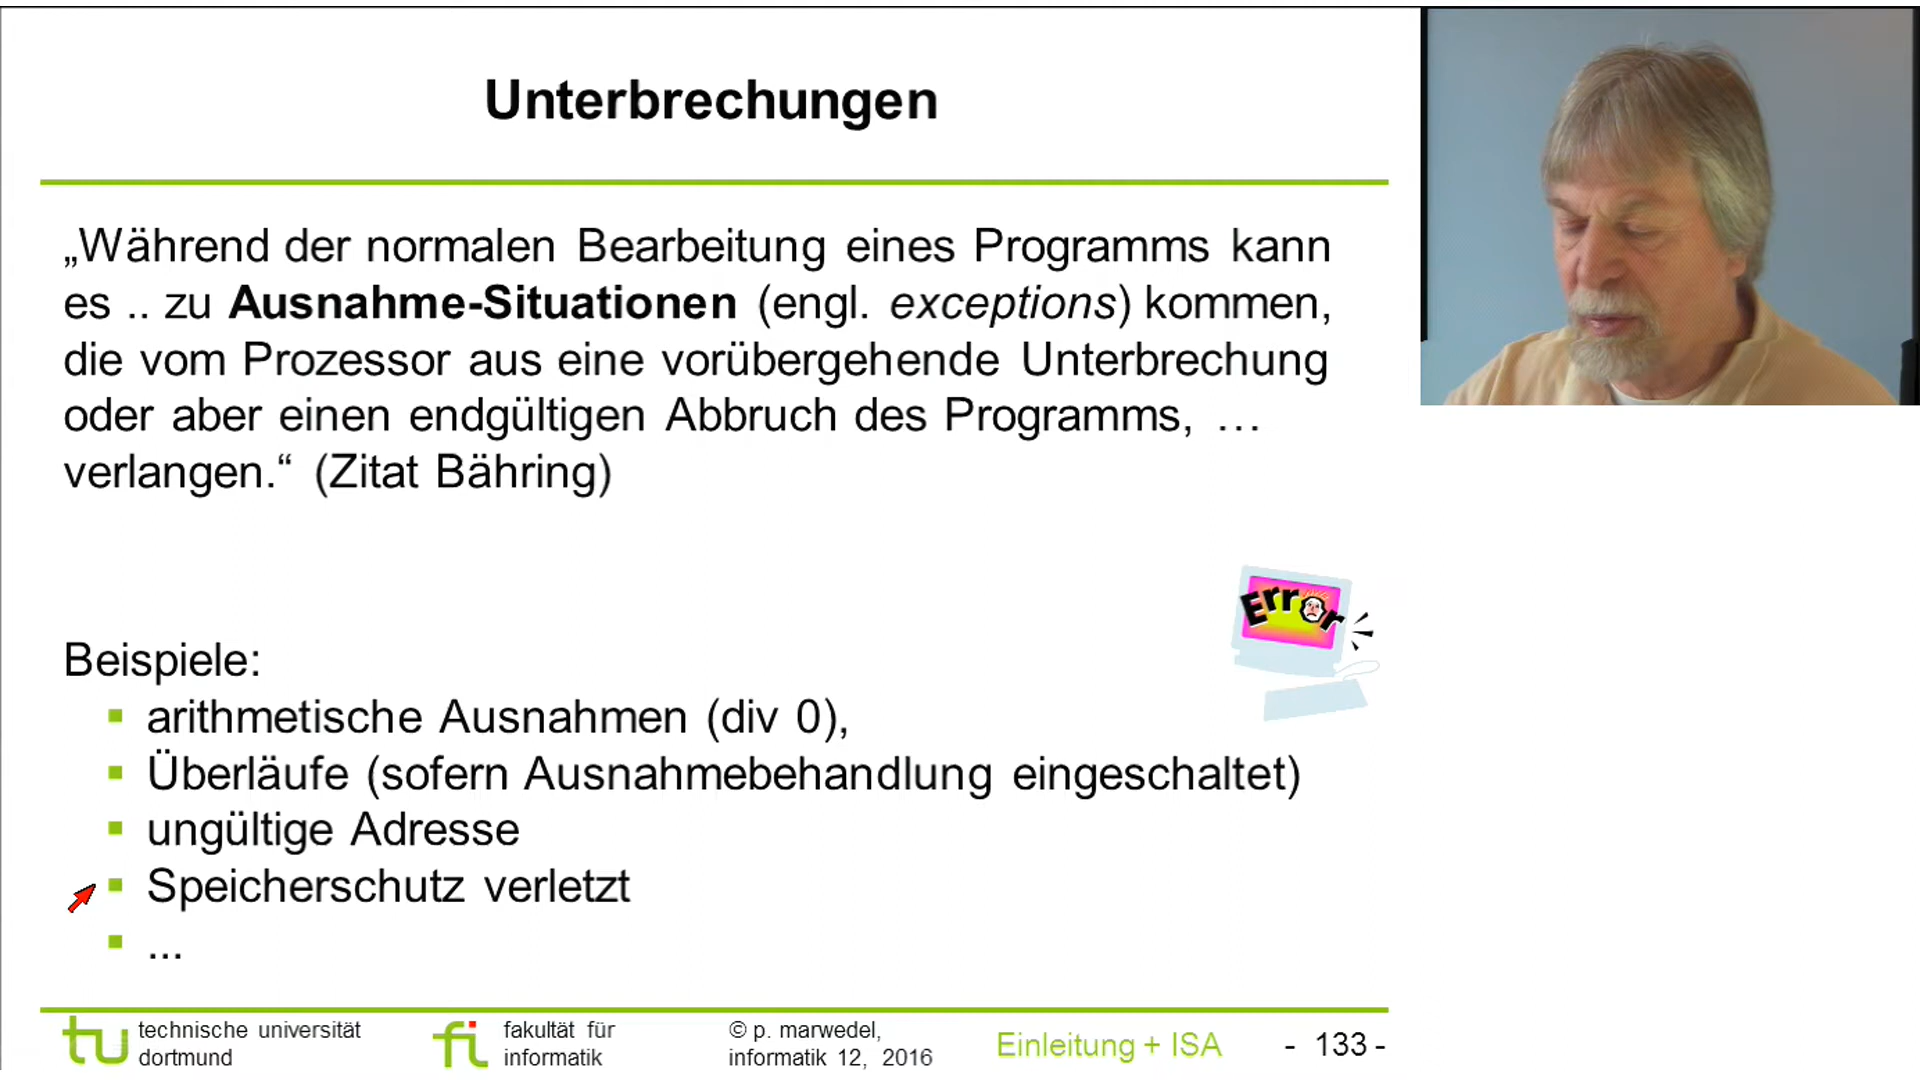 Unterbrechungen
„Während der normalen Bearbeitung eines Programms kann
es .. zu Ausnahme-Situationen (engl. exceptions) kommen,
die vom Prozessor aus eine vorübergehende Unterbrechung
oder aber einen endgültigen Abbruch des Programms, …
verlangen.“ (Zitat Bähring)
Error
Beispiele:
▪ arithmetische Ausnahmen (div 0),
▪ Überläufe (sofern Ausnahmebehandlung eingeschaltet)
▪ ungültige Adresse
▪ Speicherschutz verletzt
▪ ...
tu technische universität
dortmund
fi fakultät für
informatik
© p. marwedel,
informatik 12, 2016
Einleitung + ISA
- 133 -